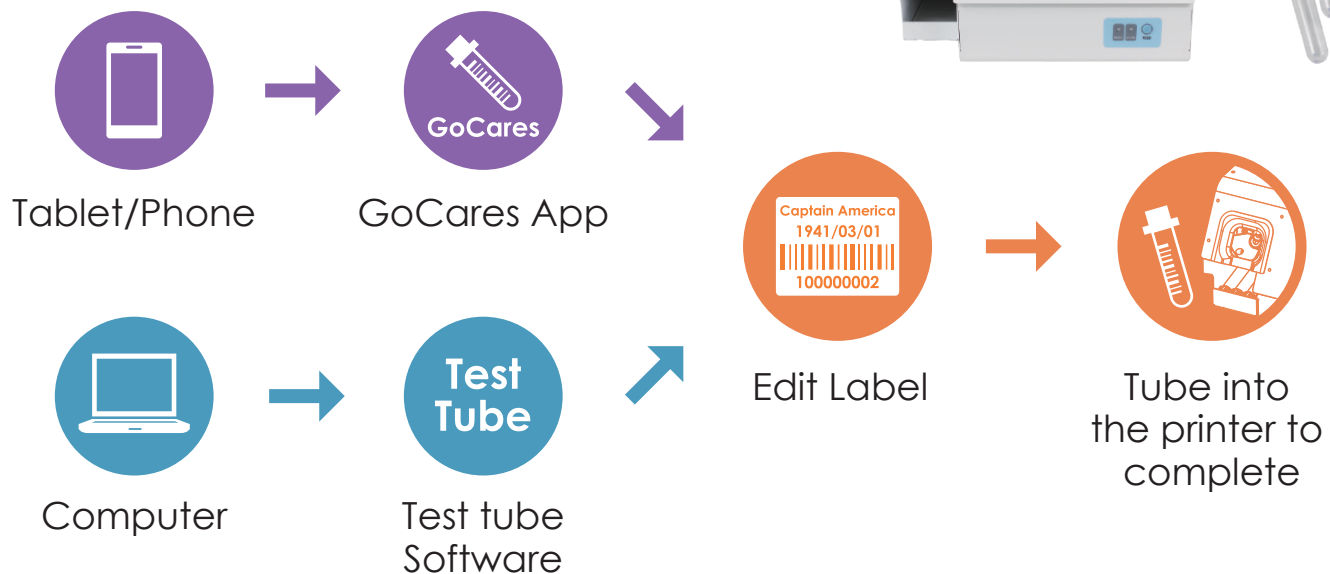 GoCares
Tablet/Phone
GoCares App
Captain America
1941/03/01
100000002
Edit Label
Tube into
the printer to
complete
Test
Tube
Computer
Test tube
Software